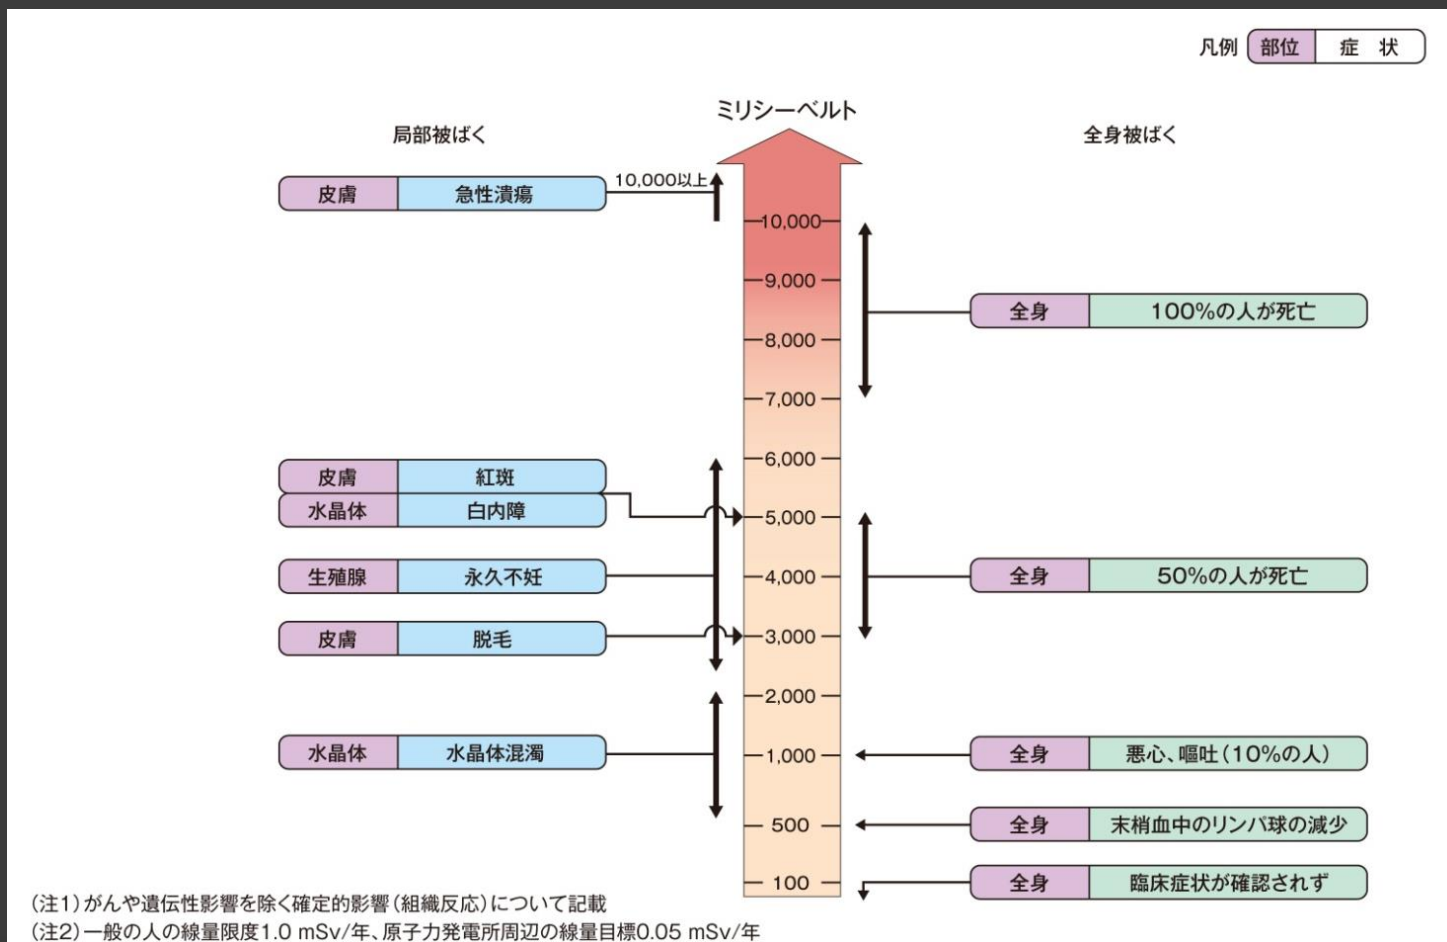 凡例 部位 症 状
ミリシーベルト
局部被ばく
全身被ばく
皮膚 急性潰瘍 10,000以上
10,000
9,000
全身 100%の人が死亡
8,000
7,000
6,000
皮膚 紅斑
水晶体 白内障
5,000
生殖腺 永久不妊
4,000
全身 50%の人が死亡
皮膚 脱毛
3,000
2,000
水晶体 水晶体混濁
1,000
全身 悪心、嘔吐(10%の人)
500
全身 末梢血中のリンパ球の減少
100
全身 臨床症状が確認されず
(注1)がんや遺伝性影響を除く確定的影響(組織反応)について記載
(注2)一般の人の線量限度1.0 mSv/年、原子力発電所周辺の線量目標0.05 mSv/年